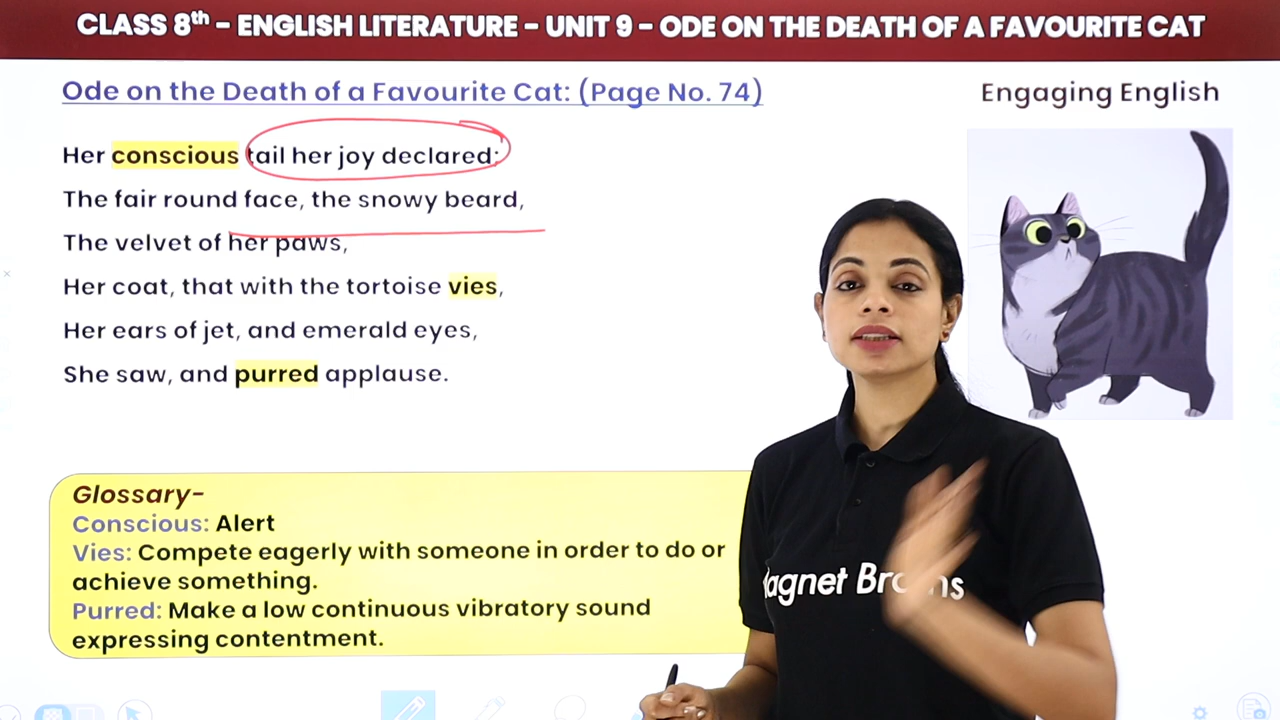 CLASS 8th – ENGLISH LITERATURE – UNIT 9 – ODE ON THE DEATH OF A FAVOURITE CAT
Ode on the Death of a Favourite Cat: (Page No. 74)
Engaging English
Her conscious tail her joy declared;
The fair round face, the snowy beard,
The velvet of her paws,
Her coat, that with the tortoise vies,
Her ears of jet, and emerald eyes,
She saw, and purred applause.
Glossary-
Conscious: Alert
Vies: Compete eagerly with someone in order to do or
achieve something.
Purred: Make a low continuous vibratory sound
expressing contentment.